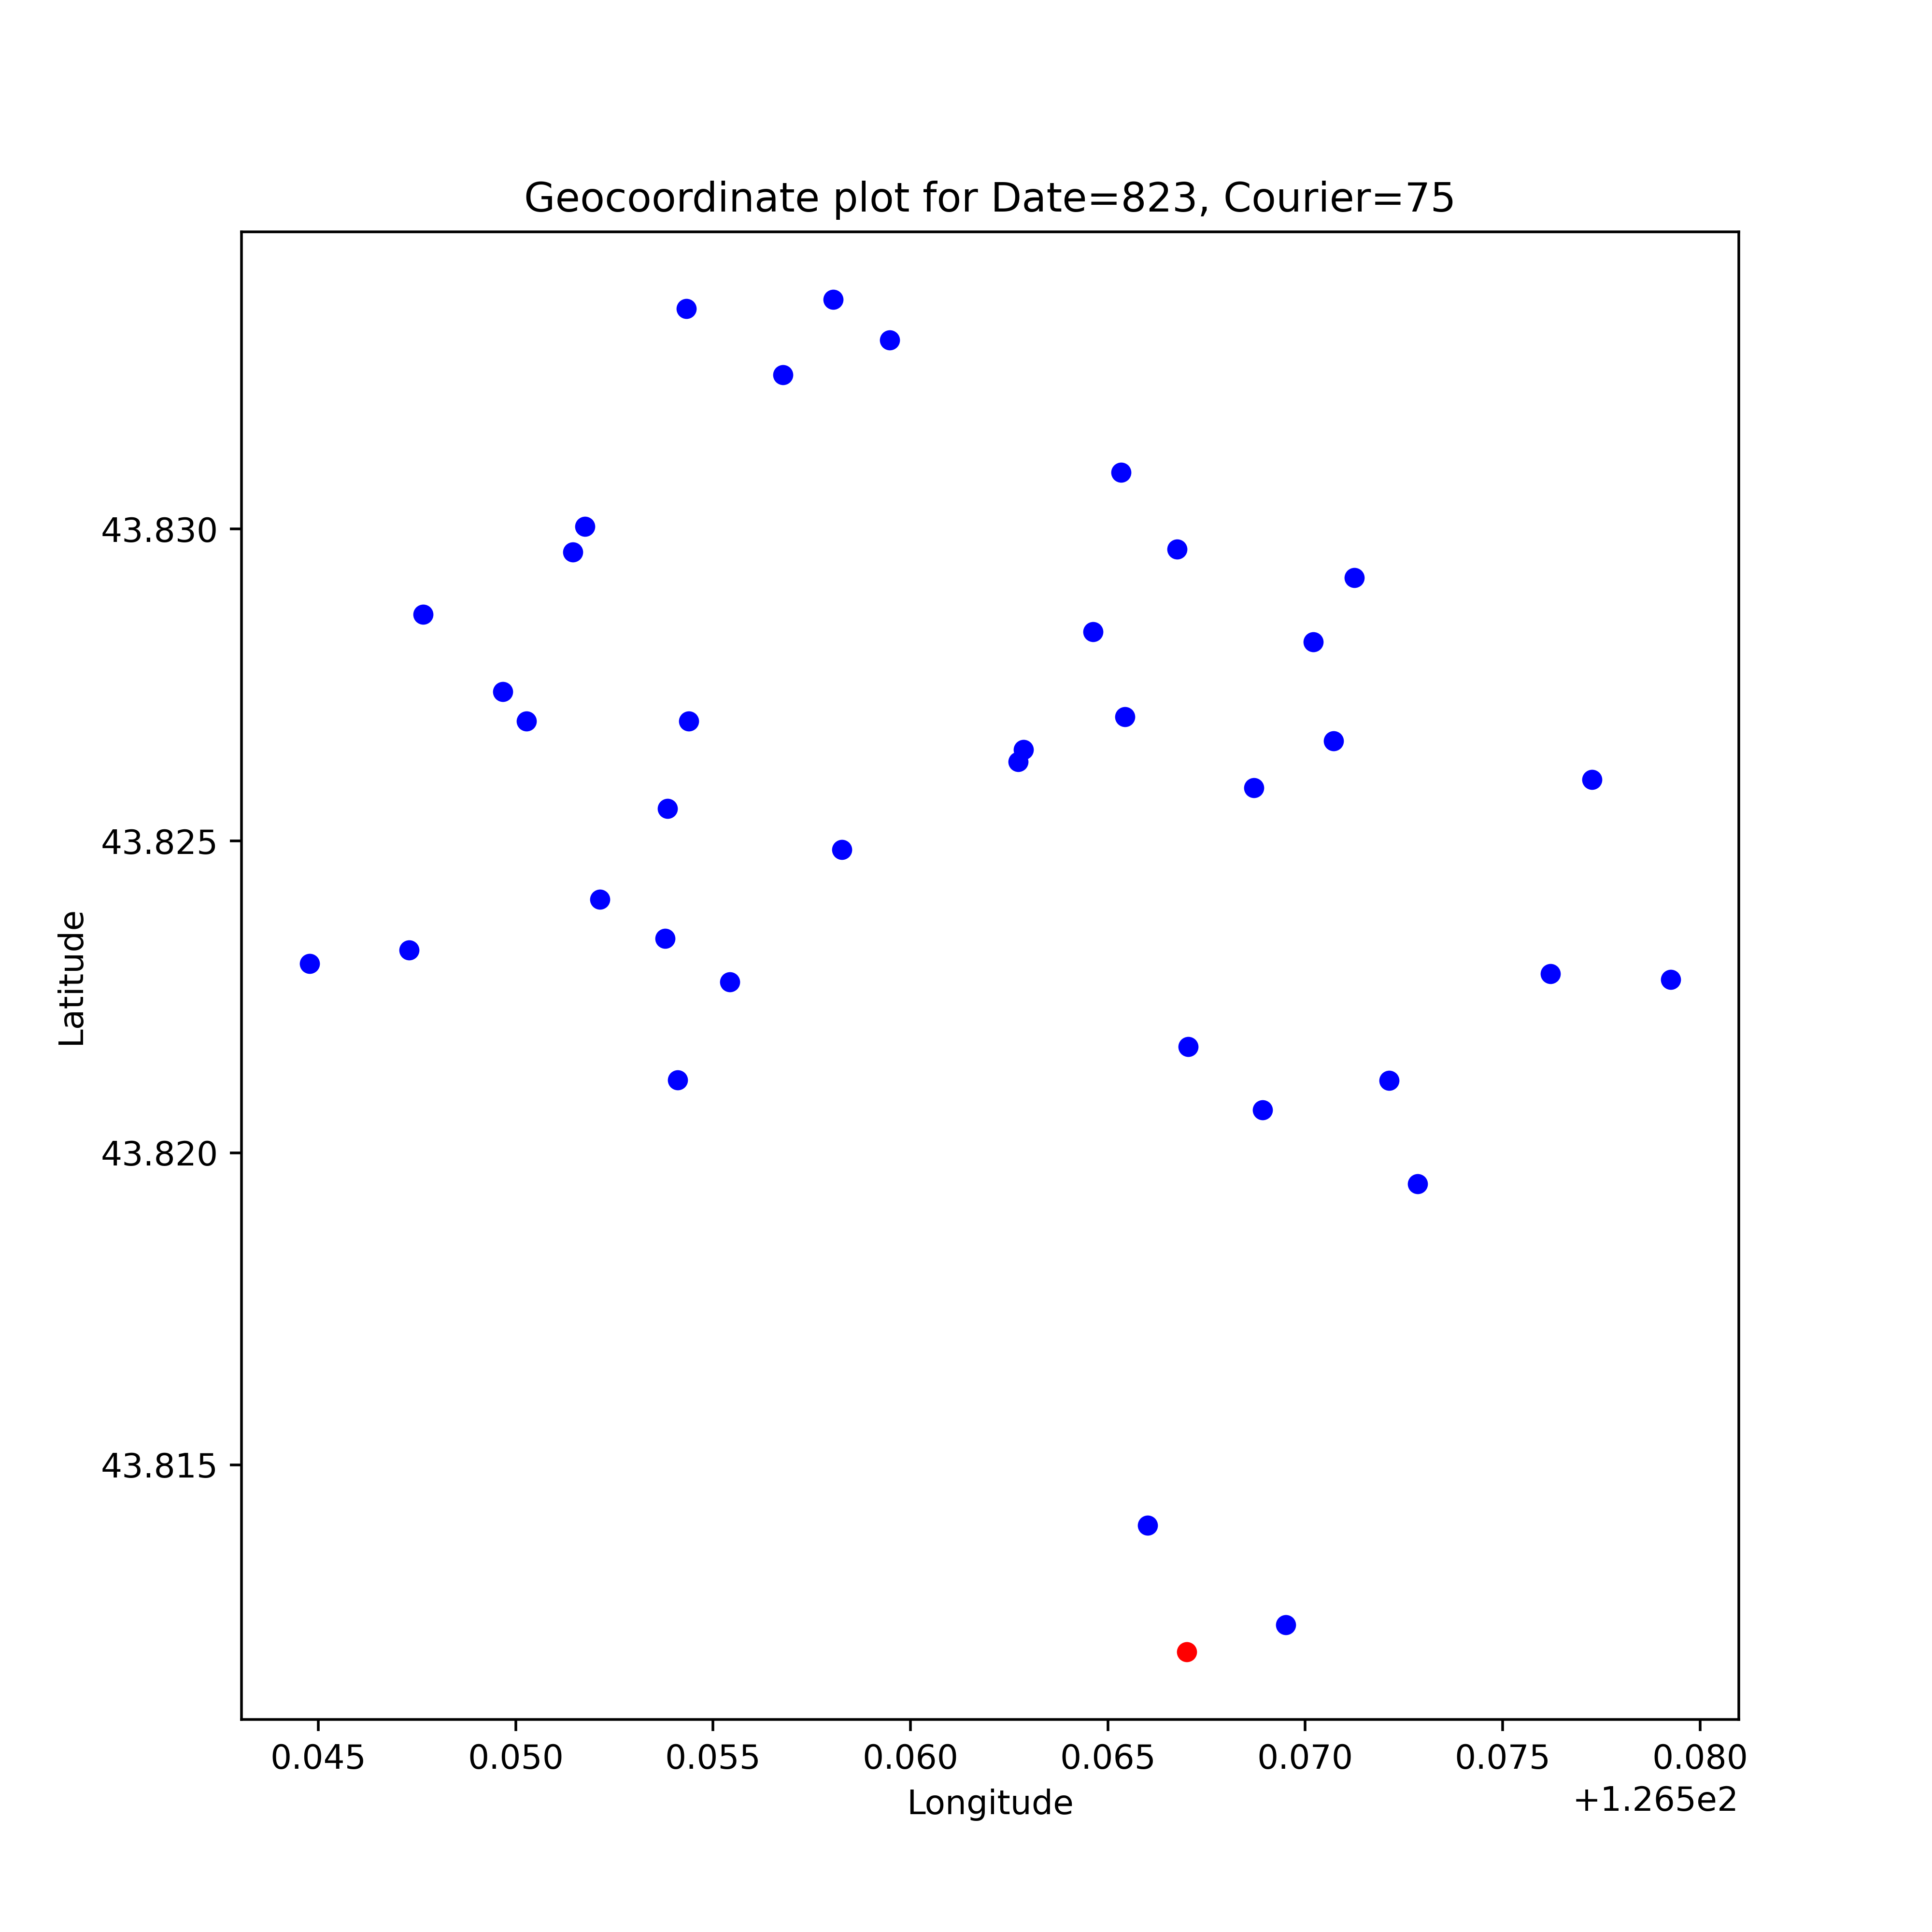 Geocoordinate plot for Date=823, Courier=75
43.830
43.825
43.820
43.815
Latitude
0.045 0.050 0.055 0.060 0.065 0.070 0.075 0.080
Longitude
+1.265e2